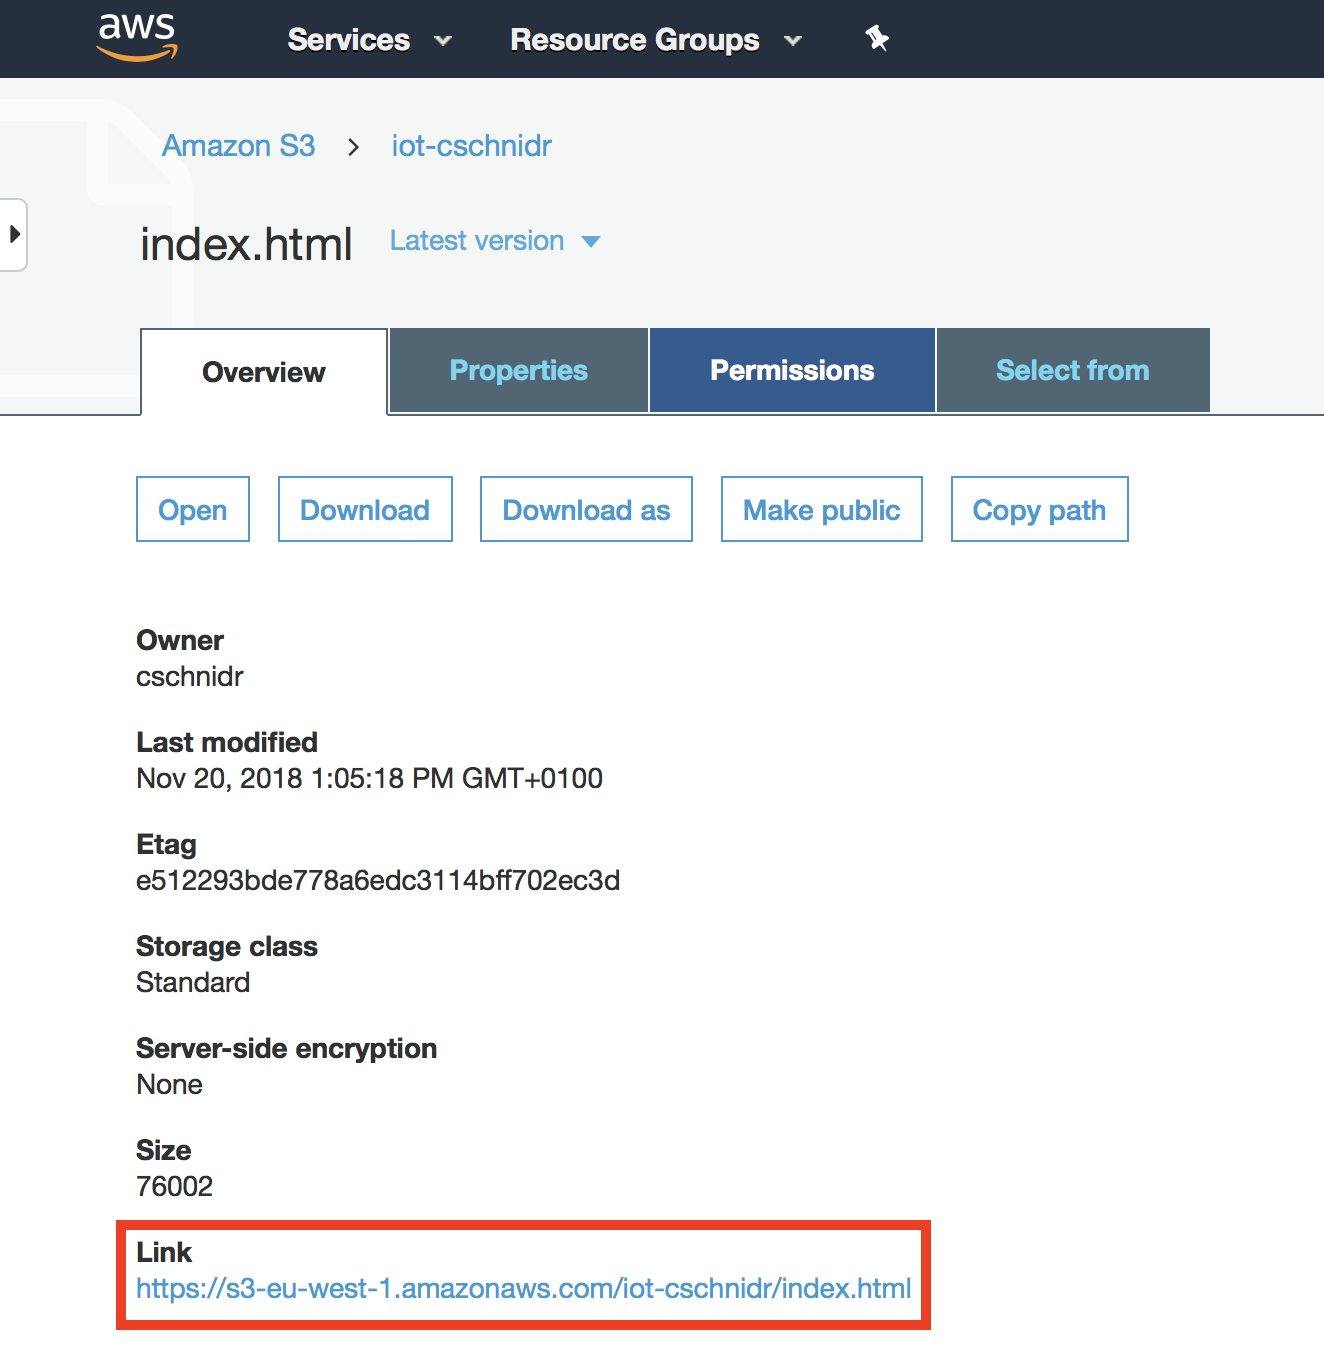 aws Services Resource Groups
Amazon S3 > iot-cschnidr
index.html Latest version
Overview Properties Permissions Select from
Open Download Download as Make public Copy path
Owner
cschnidr
Last modified
Nov 20, 2018 1:05:18 PM GMT+0100
Etag
e512293bde778a6edc3114bff702ec3d
Storage class
Standard
Server-side encryption
None
Size
76002
Link
https://s3-eu-west-1.amazonaws.com/iot-cschnidr/index.html